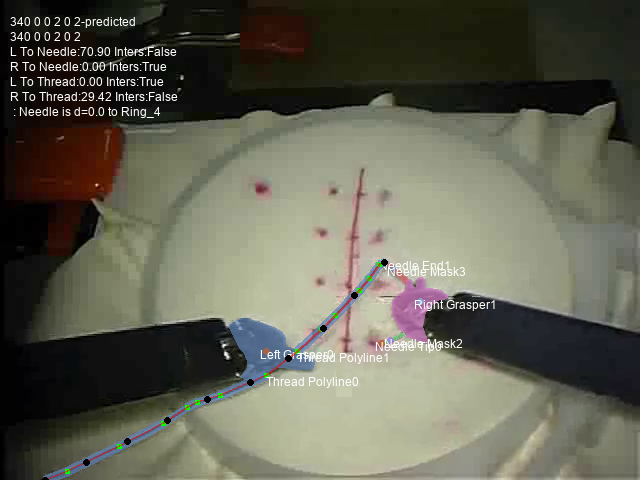 340 0 0 2 0 2-predicted
340 0 0 2 0 2
L To Needle:70.90 Inters:False
R To Needle:0.00 Inters:True
L To Thread:0.00 Inters:True
R To Thread:29.42 Inters:False
: Needle is d=0.0 to Ring_4
Needle End1
Needle Mask3
Right Grasper1
Needle Mask2
Needle Tip0
Left Grasper0
Thread Polyline1
Thread Polyline0